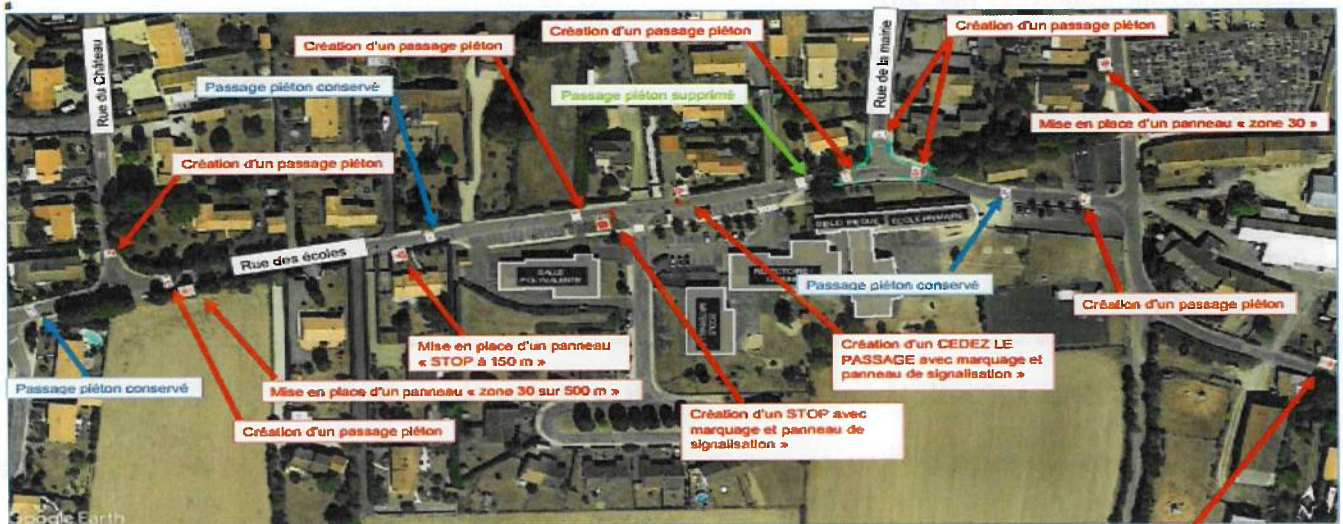 Création d'un passage piéton
Création d'un passage piéton
Création d'un passage piéton
Rue du Château
Passage piéton conservé
Passage piéton supprimé
Rue de la mairie
Mise en place d'un panneau « zone 30 »
Création d'un passage piéton
Rue des écoles
SALLE
POLYVALENTE
ECOLE PRIMAIRE
Passage piéton conservé
Création d'un passage piéton
Mise en place d'un panneau
« STOP à 150 m »
Création d'un CEDEZ LE
PASSAGE avec marquage et
panneau de signalisation »
Passage piéton conservé
Mise en place d'un panneau « zone 30 sur 500 m »
Création d'un passage piéton
Création d'un STOP avec
marquage et panneau de
signalisation »
Google Earth